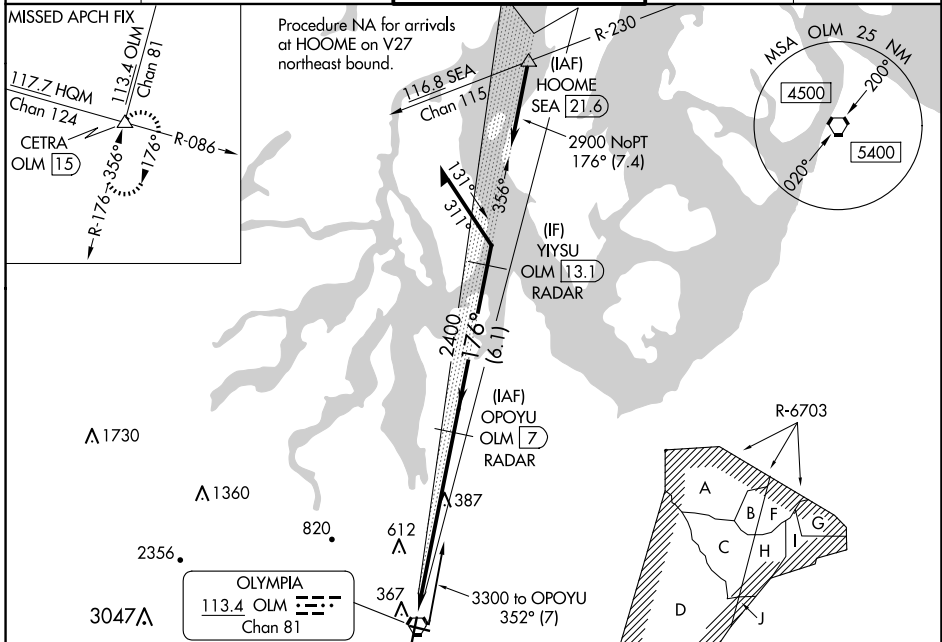 MISSED APCH FIX
113.4 OLM
Chan 81
117.7 HQM
Chan 124
CETRA
OLM 15
R-086
356°
176°
R-176
Procedure NA for arrivals
at HOOME on V27
northeast bound.
R-230
116.8 SEA
Chan 115
(IAF)
HOOME
SEA 21.6
2900 NoPT
176° (7.4)
131°
311°
356°
MSA OLM 25 NM
4500
200°
5400
020°
(IF)
YIYSU
OLM 13.1
RADAR
2400
176°
(6.1)
(IAF)
OPOYU
OLM 7
RADAR
R-6703
A
B
F
G
C
H
I
D
J
1730
1360
387
820
612
2356
367
3047
OLYMPIA
113.4 OLM
Chan 81
3300 to OPOYU
352° (7)